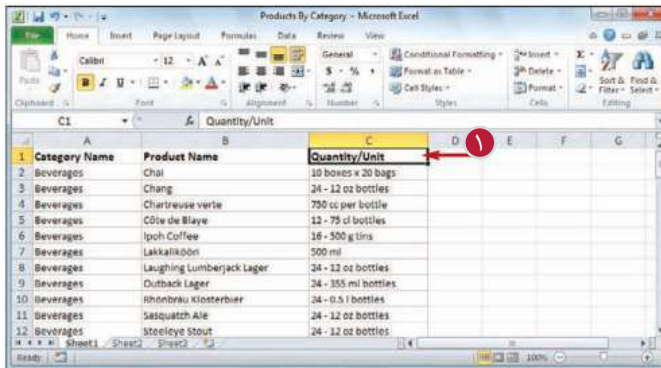 Products By Category - Microsoft Excel
File Home Insert Page Layout Formulas Data Review View
Calibri 12 A A General Conditional Formatting Insert Σ
Paste B I U A $ % , Format as Table Delete Sort & Filter Find & Select
Cell Styles Format
Clipboard Font Alignment Number Styles Cells Editing
C1 fx Quantity/Unit
A B C D E F G
1 Category Name Product Name Quantity/Unit ١
2 Beverages Chai 10 boxes x 20 bags
3 Beverages Chang 24 - 12 oz bottles
4 Beverages Chartreuse verte 750 cc per bottle
5 Beverages Côte de Blaye 12 - 75 cl bottles
6 Beverages Ipoh Coffee 16 - 500 g tins
7 Beverages Lakkalikööri 500 ml
8 Beverages Laughing Lumberjack Lager 24 - 12 oz bottles
9 Beverages Outback Lager 24 - 355 ml bottles
10 Beverages Rhönbräu Klosterbier 24 - 0.5 l bottles
11 Beverages Sasquatch Ale 24 - 12 oz bottles
12 Beverages Steeleye Stout 24 - 12 oz bottles
Sheet1 Sheet2 Sheet3
Ready 100%